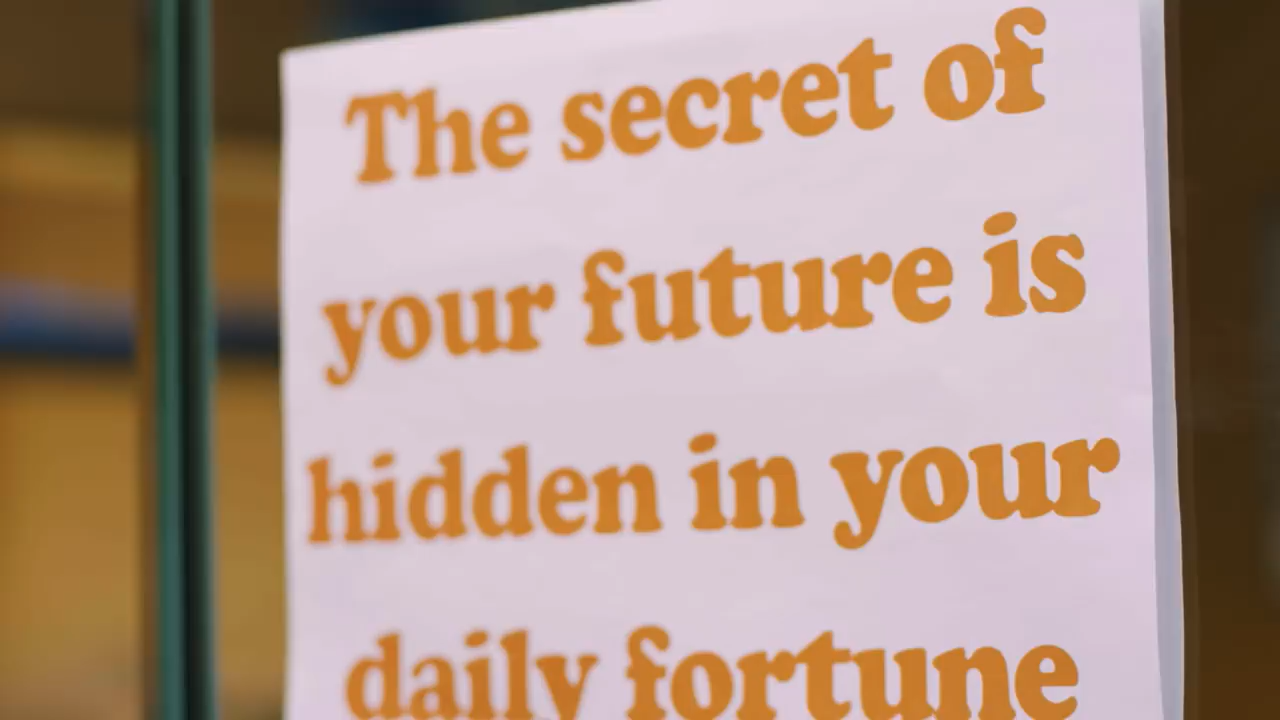 The secret of
your future is
hidden in your
daily fortune